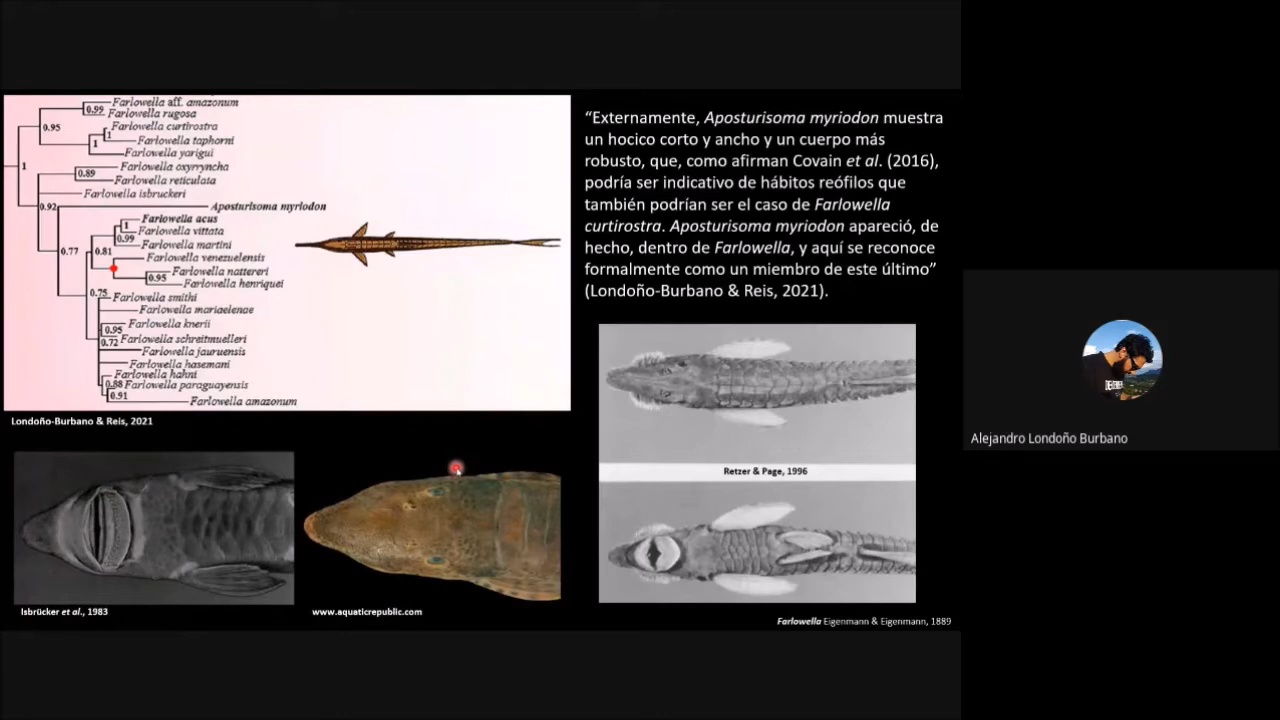 Farlowella aff. amazonum
0.99
Farlowella rugosa
0.95
Farlowella curtirostra
1
Farlowella taphorni
1
Farlowella yarigui
1
Farlowella oxyrryncha
0.89
Farlowella reticulata
Farlowella isbruckeri
0.92
Aposturisoma myriodon
Farlowella acus
1
Farlowella vittata
0.99
Farlowella martini
0.77
0.81
Farlowella venezuelensis
Farlowella nattereri
0.95
Farlowella henriquei
0.75
Farlowella smithi
Farlowella mariaelenae
Farlowella knerii
0.95
Farlowella schreitmuelleri
0.72
Farlowella jauruensis
Farlowella hasemani
Farlowella hahni
0.88
Farlowella paraguayensis
0.91
Farlowella amazonum
Londoño-Burbano & Reis, 2021
“Externamente, Aposturisoma myriodon muestra
un hocico corto y ancho y un cuerpo más
robusto, que, como afirman Covain et al. (2016),
podría ser indicativo de hábitos reófilos que
también podrían ser el caso de Farlowella
curtirostra. Aposturisoma myriodon apareció, de
hecho, dentro de Farlowella, y aquí se reconoce
formalmente como un miembro de este último”
(Londoño-Burbano & Reis, 2021).
Retzer & Page, 1996
Isbrücker et al., 1983
www.aquaticrepublic.com
Farlowella Eigenmann & Eigenmann, 1889
Alejandro Londoño Burbano